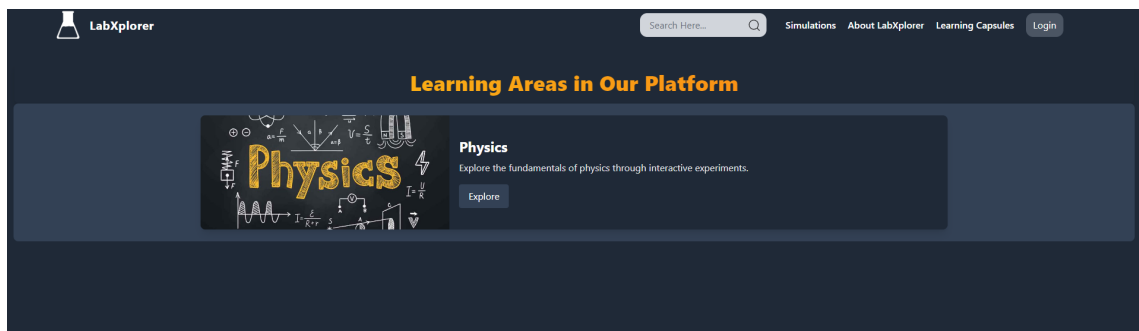 LabXplorer
Search Here...
Simulations About LabXplorer Learning Capsules Login
Learning Areas in Our Platform
Physics
a= F/m
V= S/t
N S
α β
α=β
F
F
I= U/R
A
V
A B
I= ε/R+r
S
A
C
V
Physics
Explore the fundamentals of physics through interactive experiments.
Explore